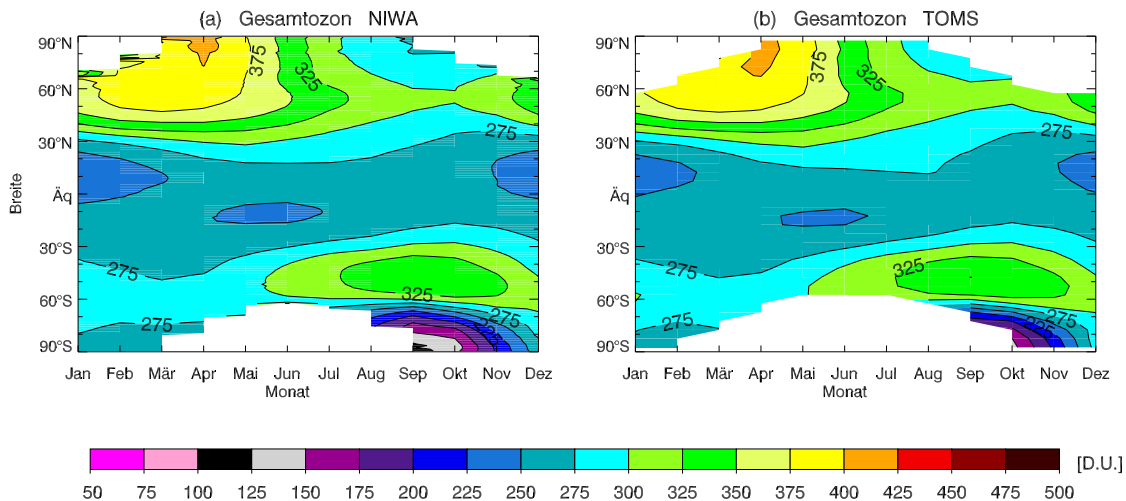 (a) Gesamtozon NIWA
90°N
60°N
30°N
Äq
30°S
60°S
90°S
Breite
375
325
275
275
325
325
275
275
225
Jan Feb Mär Apr Mai Jun Jul Aug Sep Okt Nov Dez
Monat
(b) Gesamtozon TOMS
90°N
60°N
30°N
Äq
30°S
60°S
90°S
375
325
275
275
325
275
275
225
Jan Feb Mär Apr Mai Jun Jul Aug Sep Okt Nov Dez
Monat
50 75 100 125 150 200 225 250 275 300 325 350 375 400 425 450 475 500
[D.U.]